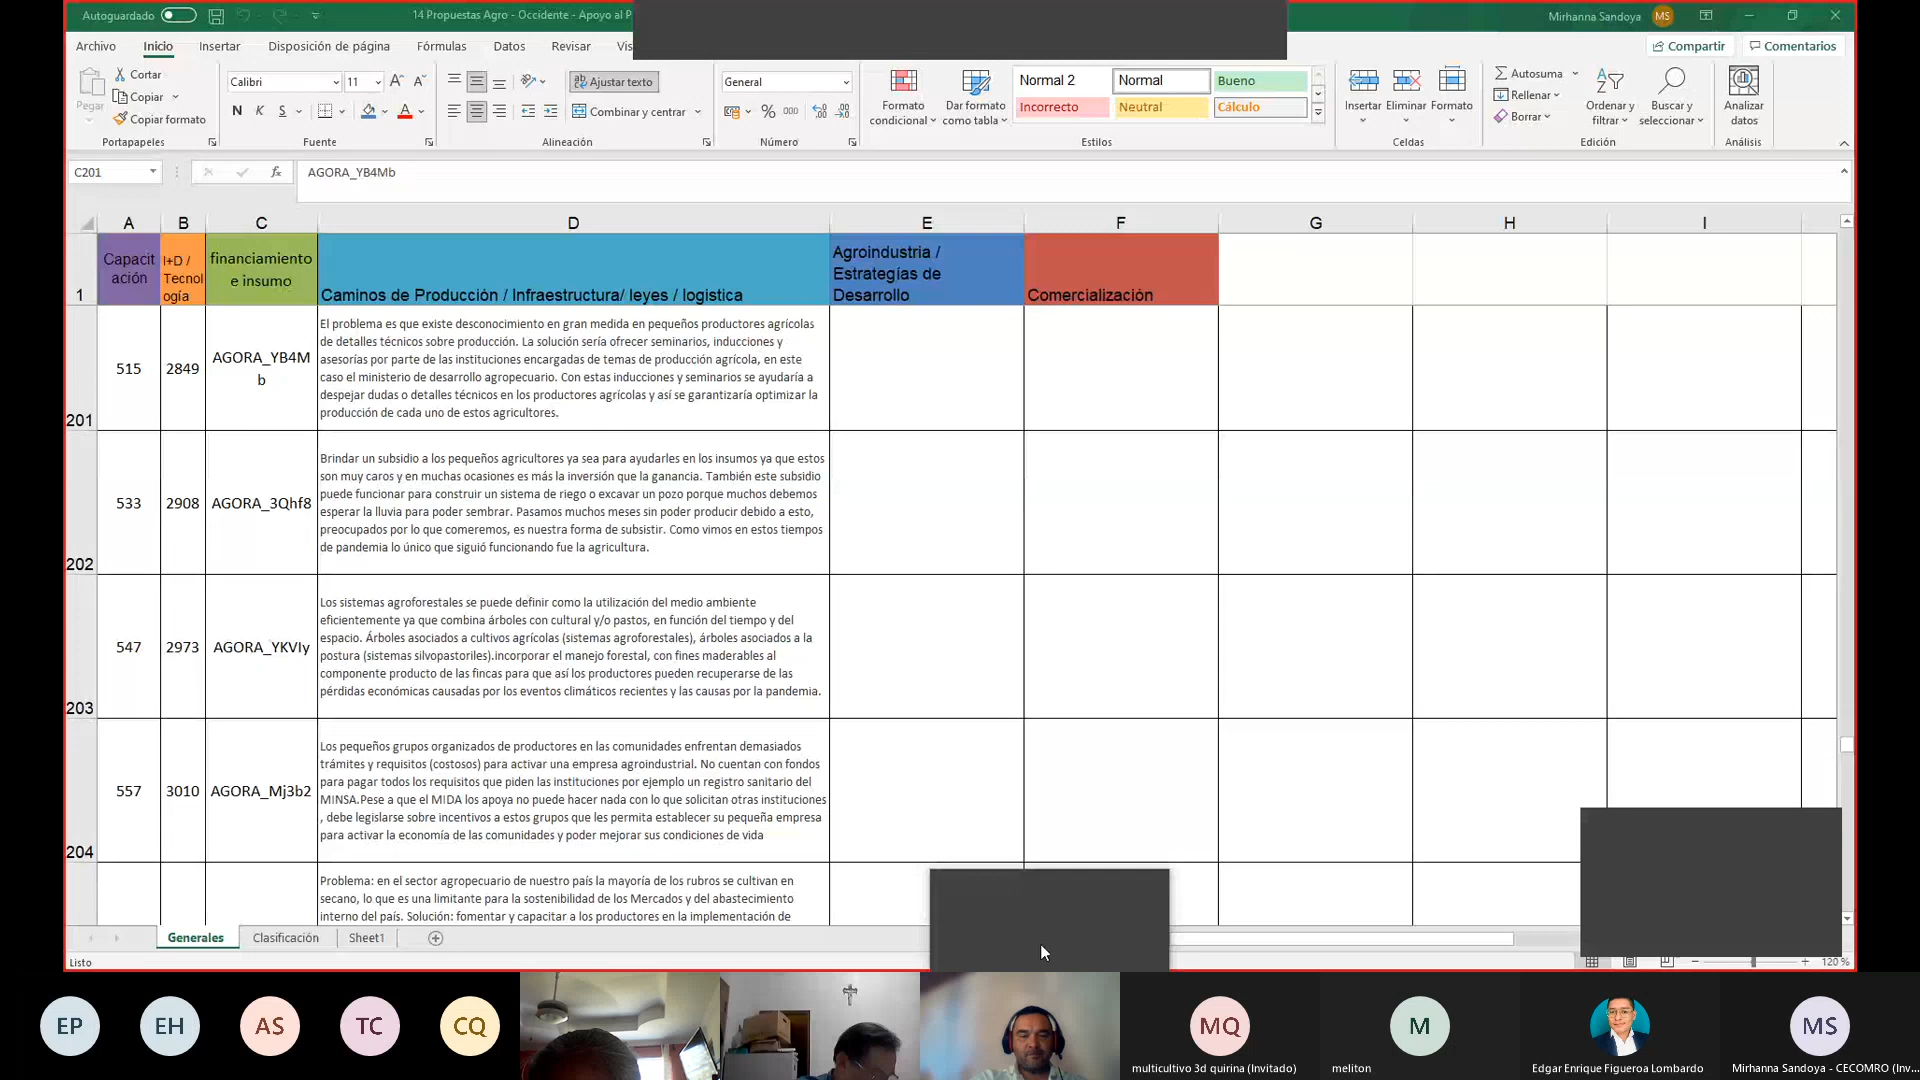 Autoguardado
14 Propuestas Agro - Occidente - Apoyo al P
Mirhanna Sandoya
MS
Archivo
Inicio
Insertar
Disposición de página
Fórmulas
Datos
Revisar
Vis
Compartir
Comentarios
Pegar
Cortar
Copiar
Copiar formato
Portapapeles
Calibri
11
N K S
Fuente
Ajustar texto
Combinar y centrar
Alineación
General
% 000
Número
Formato condicional
Dar formato como tabla
Normal 2
Normal
Bueno
Incorrecto
Neutral
Cálculo
Estilos
Insertar
Eliminar
Formato
Celdas
Autosuma
Rellenar
Borrar
Ordenar y filtrar
Buscar y seleccionar
Edición
Analizar datos
Análisis
C201
fx
AGORA_YB4Mb
A B C D E F G H I
1
Capacit
ación
I+D /
Tecnol
ogía
financiamiento
e insumo
Caminos de Producción / Infraestructura/ leyes / logistica
Agroindustria /
Estrategías de
Desarrollo
Comercialización
201
515
2849
AGORA_YB4M
b
El problema es que existe desconocimiento en gran medida en pequeños productores agrícolas
de detalles técnicos sobre producción. La solución sería ofrecer seminarios, inducciones y
asesorías por parte de las instituciones encargadas de temas de producción agrícola, en este
caso el ministerio de desarrollo agropecuario. Con estas inducciones y seminarios se ayudaría a
despejar dudas o detalles técnicos en los productores agrícolas y así se garantizaría optimizar la
producción de cada uno de estos agricultores.
202
533
2908
AGORA_3Qhf8
Brindar un subsidio a los pequeños agricultores ya sea para ayudarles en los insumos ya que estos
son muy caros y en muchas ocasiones es más la inversión que la ganancia. También este subsidio
puede funcionar para construir un sistema de riego o excavar un pozo porque muchos debemos
esperar la lluvia para poder sembrar. Pasamos muchos meses sin poder producir debido a esto,
preocupados por lo que comeremos, es nuestra forma de subsistir. Como vimos en estos tiempos
de pandemia lo único que siguió funcionando fue la agricultura.
203
547
2973
AGORA_YKVIy
Los sistemas agroforestales se puede definir como la utilización del medio ambiente
eficientemente ya que combina árboles con cultural y/o pastos, en función del tiempo y del
espacio. Árboles asociados a cultivos agrícolas (sistemas agroforestales), árboles asociados a la
postura (sistemas silvopastoriles).incorporar el manejo forestal, con fines maderables al
componente producto de las fincas para que así los productores pueden recuperarse de las
pérdidas económicas causadas por los eventos climáticos recientes y las causas por la pandemia.
204
557
3010
AGORA_Mj3b2
Los pequeños grupos organizados de productores en las comunidades enfrentan demasiados
trámites y requisitos (costosos) para activar una empresa agroindustrial. No cuentan con fondos
para pagar todos los requisitos que piden las instituciones por ejemplo un registro sanitario del
MINSA.Pese a que el MIDA los apoya no puede hacer nada con lo que solicitan otras instituciones
, debe legislarse sobre incentivos a estos grupos que les permita establecer su pequeña empresa
para activar la economía de las comunidades y poder mejorar sus condiciones de vida
Problema: en el sector agropecuario de nuestro país la mayoría de los rubros se cultivan en
secano, lo que es una limitante para la sostenibilidad de los Mercados y del abastecimiento
interno del país. Solución: fomentar y capacitar a los productores en la implementación de
Generales
Clasificación
Sheet1
Listo
120 %
EP
EH
AS
TC
CQ
MQ
multicultivo 3d quirina (Invitado)
M
meliton
Edgar Enrique Figueroa Lombardo
MS
Mirhanna Sandoya - CECOMRO (Inv...